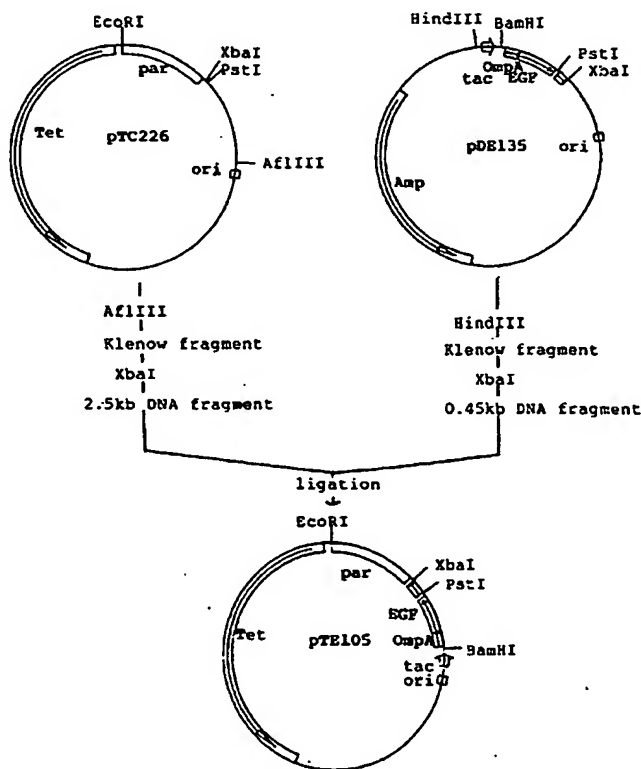 EcoRI
XbaI
PstI
par
Tet
pTC226
ori
AflIII
HindIII
BamHI
PstI
XbaI
OmpA
tac EGF
pDE135
ori
Amp
AflIII
Klenow fragment
XbaI
2.5kb DNA fragment
HindIII
Klenow fragment
XbaI
0.45kb DNA fragment
ligation
EcoRI
XbaI
PstI
par
EGF
Tet
pTE105
OmpA
BamHI
tac
ori